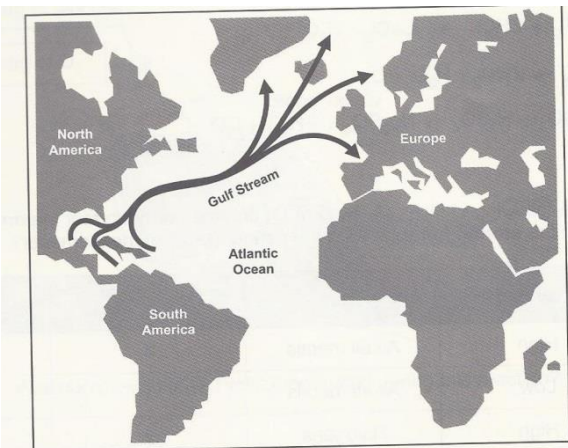 North
America
Europe
Gulf Stream
Atlantic
Ocean
South
America